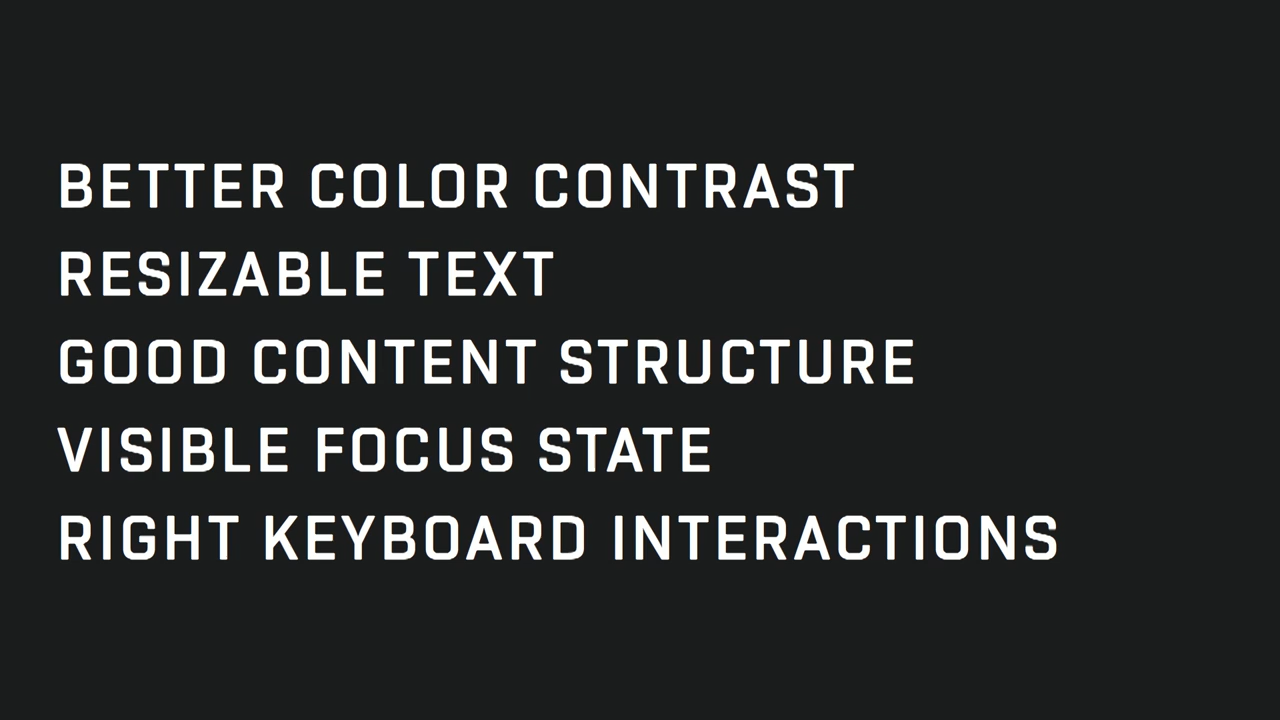 BETTER COLOR CONTRAST
RESIZABLE TEXT
GOOD CONTENT STRUCTURE
VISIBLE FOCUS STATE
RIGHT KEYBOARD INTERACTIONS